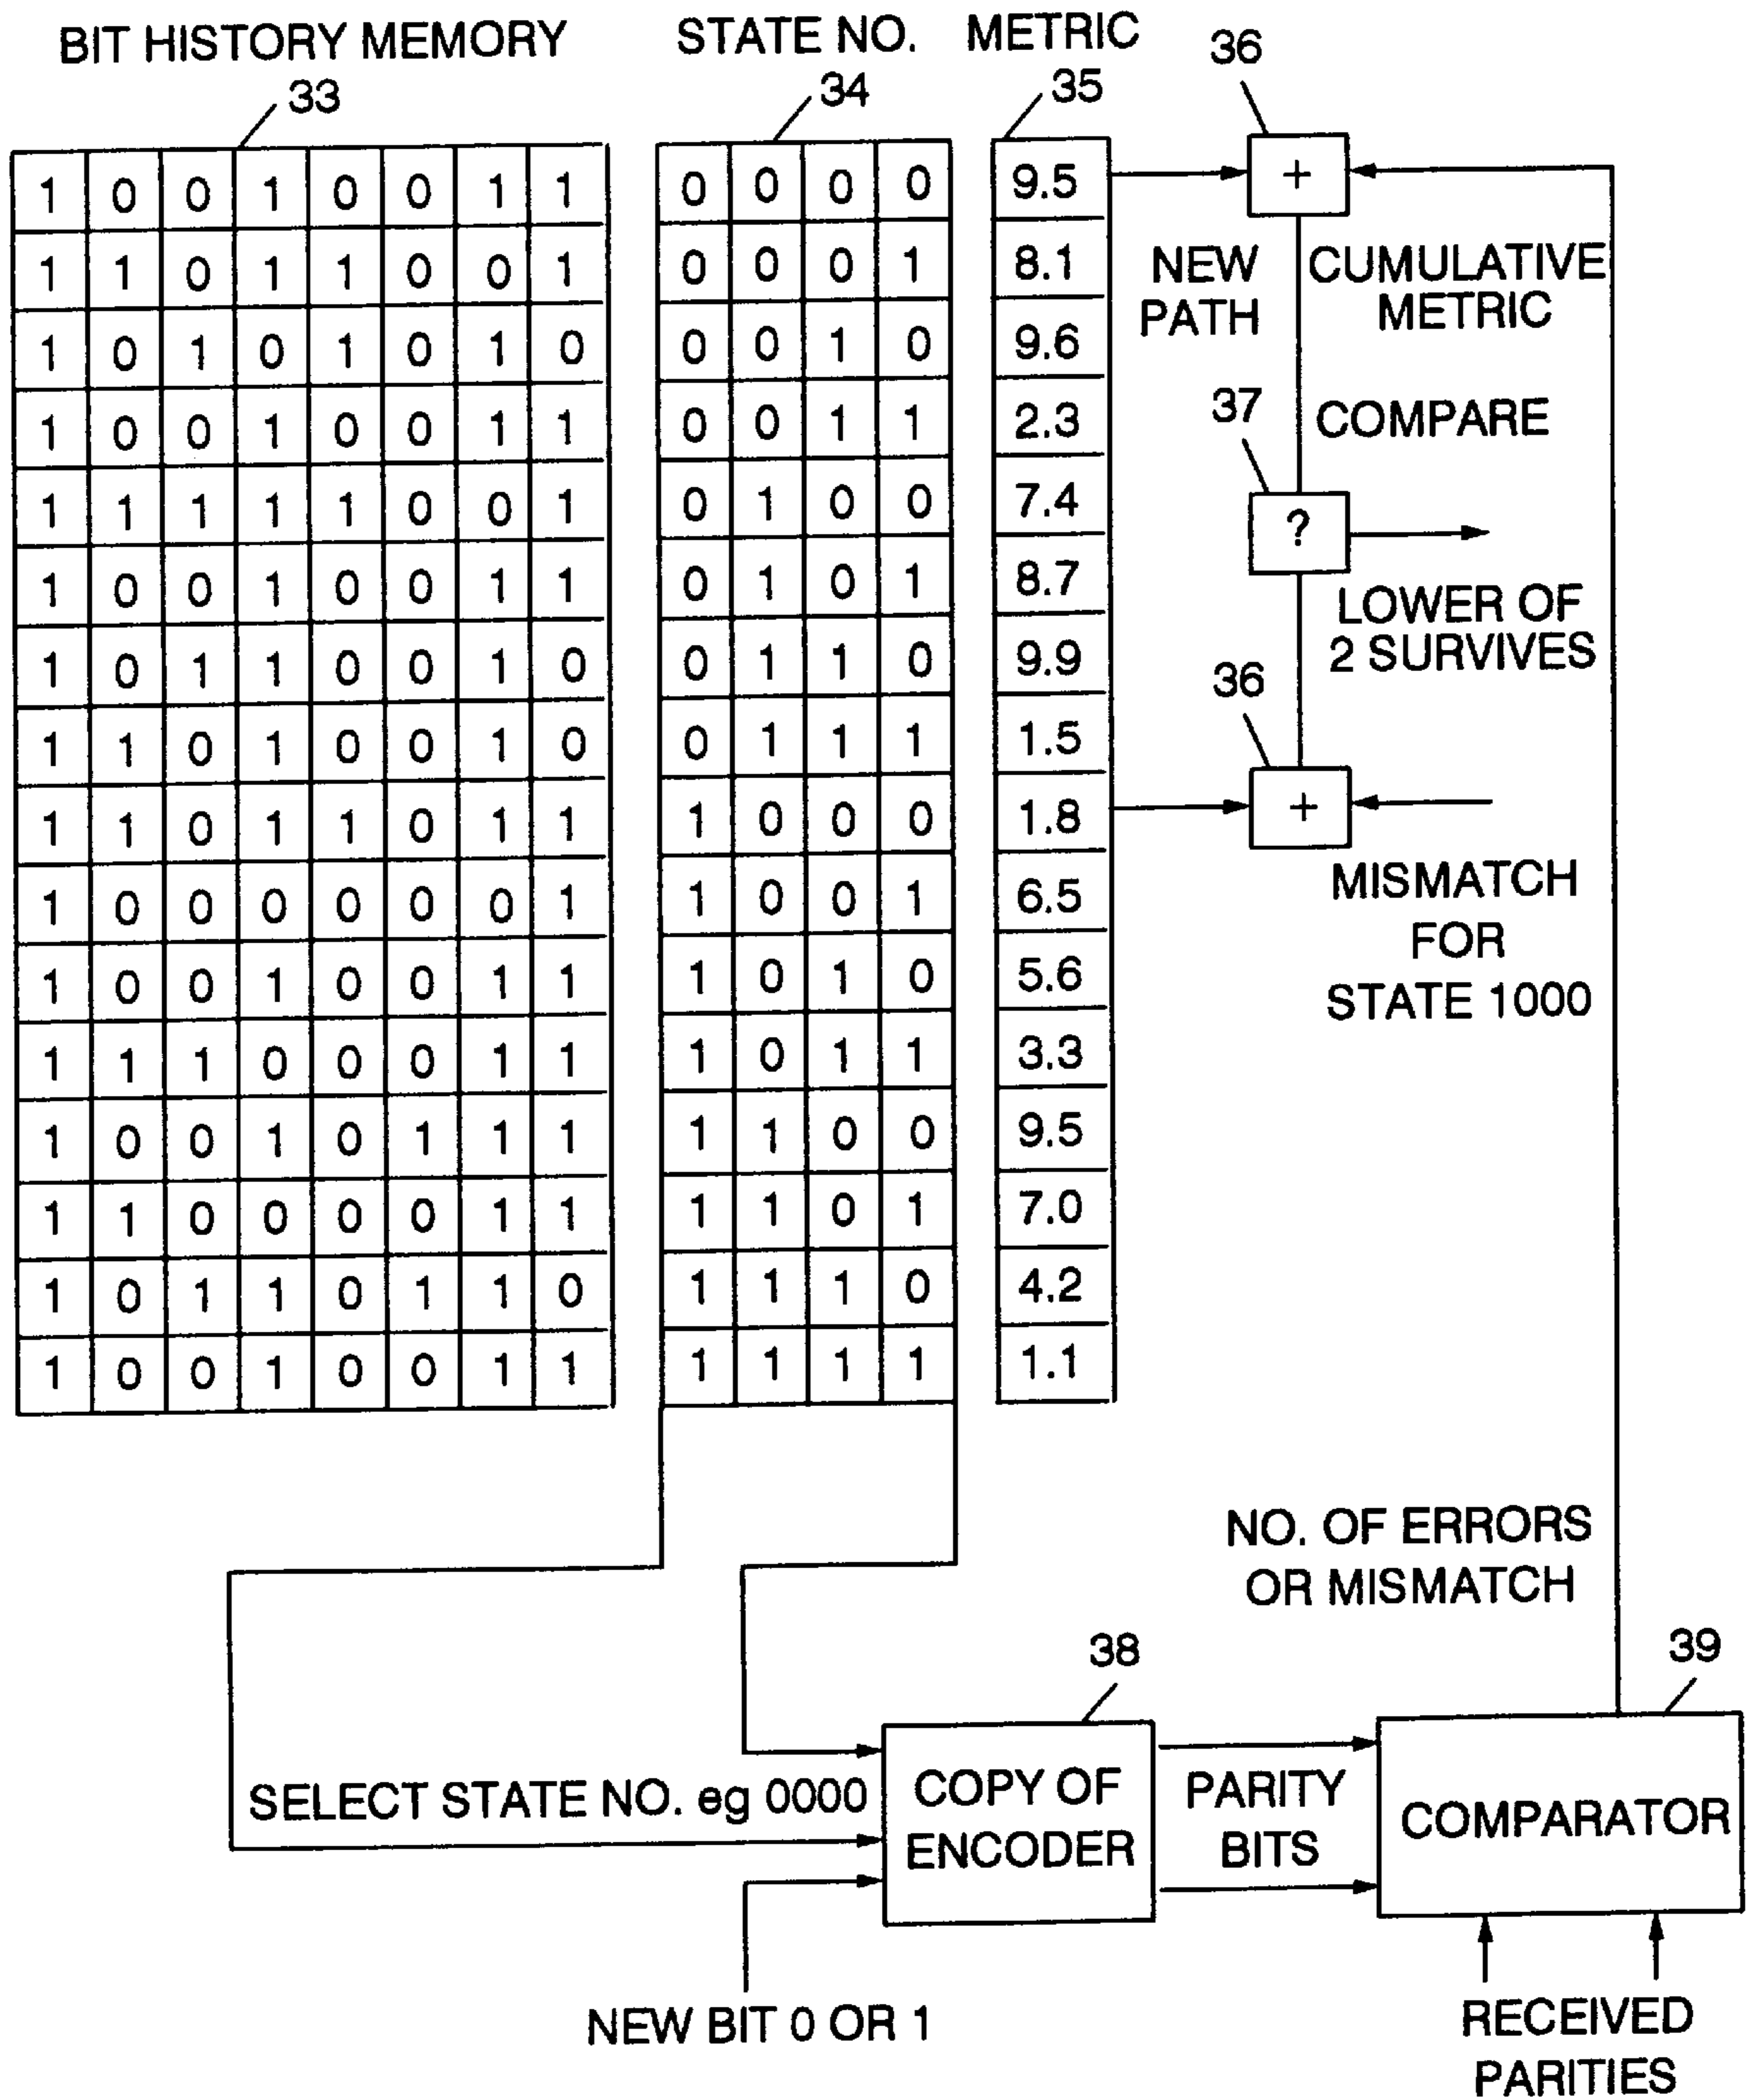 BIT HISTORY MEMORY
33
STATE NO.
34
METRIC
35
36
1 0 0 1 0 0 1 1 0 0 0 0 9.5
1 1 0 1 1 0 0 1 0 0 0 1 8.1
1 0 1 0 1 0 1 0 0 0 1 0 9.6
1 0 0 1 0 0 1 1 0 0 1 1 2.3
1 1 1 1 1 0 0 1 0 1 0 0 7.4
1 0 0 1 0 0 1 1 0 1 0 1 8.7
1 0 1 1 0 0 1 0 0 1 1 0 9.9
1 1 0 1 0 0 1 0 0 1 1 1 1.5
1 1 0 1 1 0 1 1 1 0 0 0 1.8
1 0 0 0 0 0 0 1 1 0 0 1 6.5
1 0 0 1 0 0 1 1 1 0 1 0 5.6
1 1 1 0 0 0 1 1 1 0 1 1 3.3
1 0 0 1 0 1 1 1 1 1 0 0 9.5
1 1 0 0 0 0 1 1 1 1 0 1 7.0
1 0 1 1 0 1 1 0 1 1 1 0 4.2
1 0 0 1 0 0 1 1 1 1 1 1 1.1
+
NEW
PATH
CUMULATIVE
METRIC
37
COMPARE
?
LOWER OF
2 SURVIVES
36
+
MISMATCH
FOR
STATE 1000
NO. OF ERRORS
OR MISMATCH
38
39
SELECT STATE NO. eg 0000
COPY OF
ENCODER
PARITY
BITS
COMPARATOR
NEW BIT 0 OR 1
RECEIVED
PARITIES